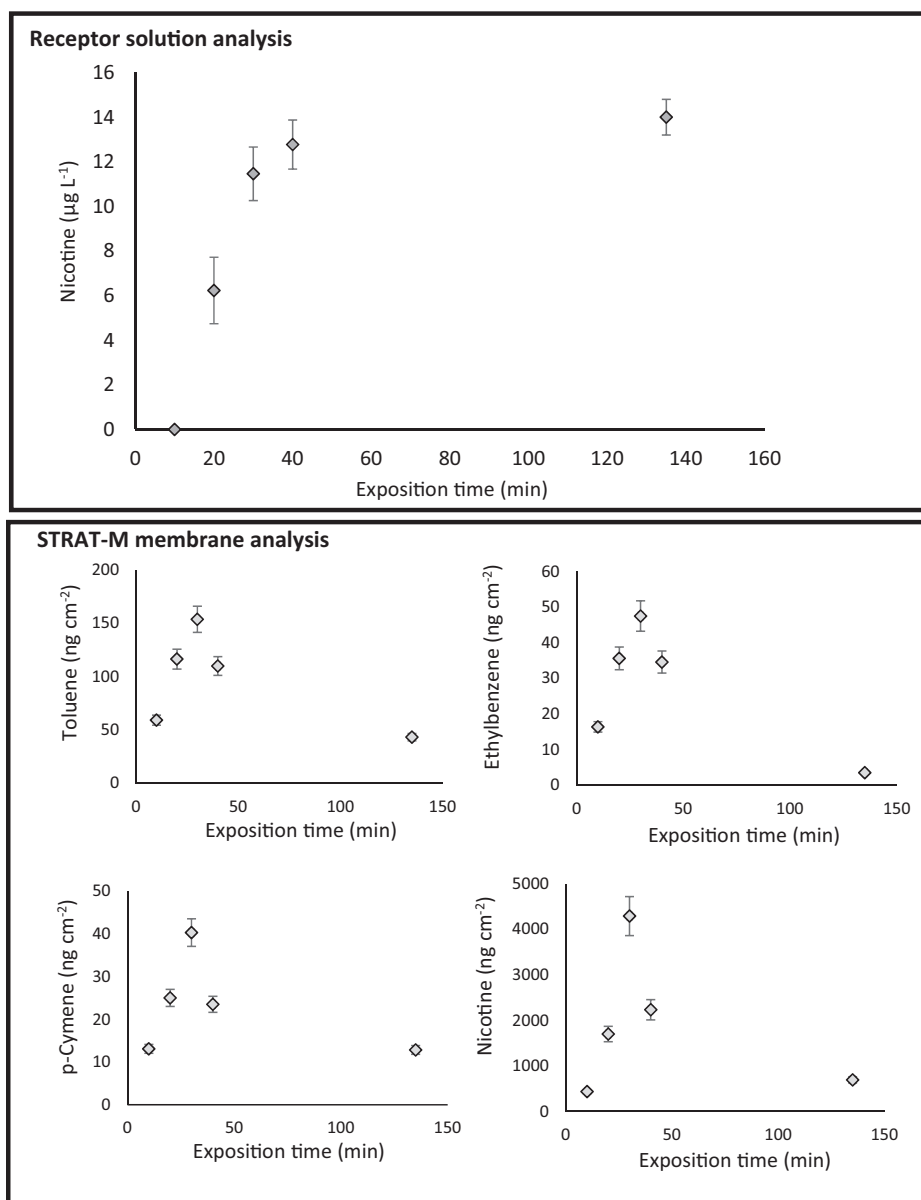 Receptor solution analysis
Nicotine (µg L⁻¹)
16
14
12
10
8
6
4
2
0
0 20 40 60 80 100 120 140 160
Exposition time (min)
STRAT-M membrane analysis
Toluene (ng cm⁻²)
200
150
100
50
0
0 50 100 150
Exposition time (min)
Ethylbenzene (ng cm⁻²)
60
50
40
30
20
10
0
0 50 100 150
Exposition time (min)
p-Cymene (ng cm⁻²)
50
40
30
20
10
0
0 50 100 150
Exposition time (min)
Nicotine (ng cm⁻²)
5000
4000
3000
2000
1000
0
0 50 100 150
Exposition time (min)